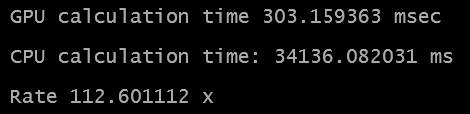 GPU calculation time 303.159363 msec
CPU calculation time: 34136.082031 ms
Rate 112.601112 x